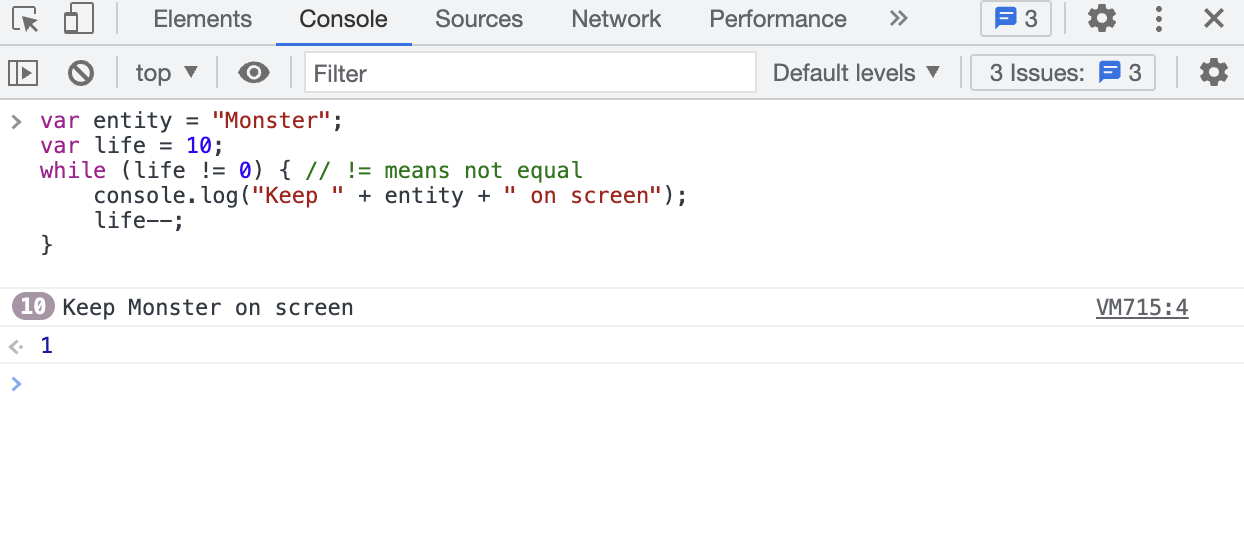 Elements Console Sources Network Performance » 3
top ▼ Filter Default levels ▼ 3 Issues: 3
> var entity = "Monster";
var life = 10;
while (life != 0) { // != means not equal
    console.log("Keep " + entity + " on screen");
    life--;
}
10 Keep Monster on screen VM715:4
1
>